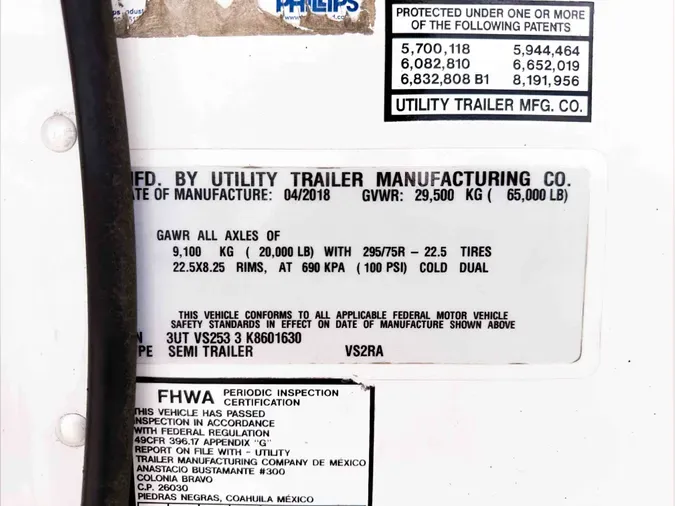 PHILLIPS
PROTECTED UNDER ONE OR MORE
OF THE FOLLOWING PATENTS
5,700,118 5,944,464
6,082,810 6,652,019
6,832,808 B1 8,191,956
UTILITY TRAILER MFG. CO.
FD. BY UTILITY TRAILER MANUFACTURING CO.
TE OF MANUFACTURE: 04/2018 GVWR: 29,500 KG ( 65,000 LB)
GAWR ALL AXLES OF
9,100 KG ( 20,000 LB) WITH 295/75R – 22.5 TIRES
22.5X8.25 RIMS, AT 690 KPA ( 100 PSI) COLD DUAL
THIS VEHICLE CONFORMS TO ALL APPLICABLE FEDERAL MOTOR VEHICLE
SAFETY STANDARDS IN EFFECT ON DATE OF MANUFACTURE SHOWN ABOVE
N 3UT VS253 3 K8601630
PE SEMI TRAILER VS2RA
FHWA PERIODIC INSPECTION
CERTIFICATION
THIS VEHICLE HAS PASSED
INSPECTION IN ACCORDANCE
WITH FEDERAL REGULATION
49CFR 396.17 APPENDIX "G"
REPORT ON FILE WITH - UTILITY
TRAILER MANUFACTURING COMPANY DE MÉXICO
ANASTACIO BUSTAMANTE #300
COLONIA BRAVO
C.P. 26030
PIEDRAS NEGRAS, COAHUILA MÉXICO